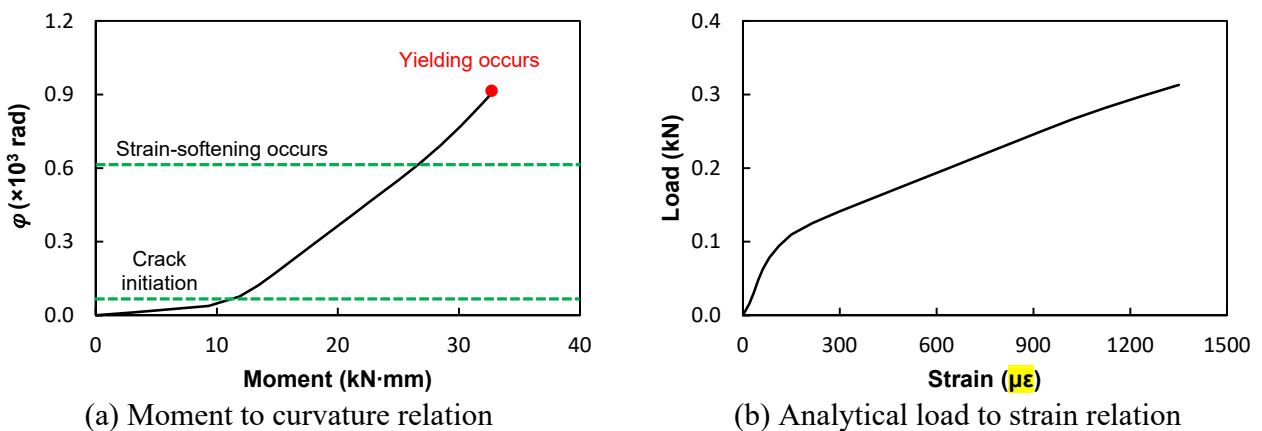 1.2
0.9
0.6
0.3
0.0
φ (×10³ rad)
Yielding occurs
Strain-softening occurs
Crack
initiation
0 10 20 30 40
Moment (kN·mm)
(a) Moment to curvature relation
0.4
0.3
0.2
0.1
0.0
Load (kN)
0 300 600 900 1200 1500
Strain (με)
(b) Analytical load to strain relation